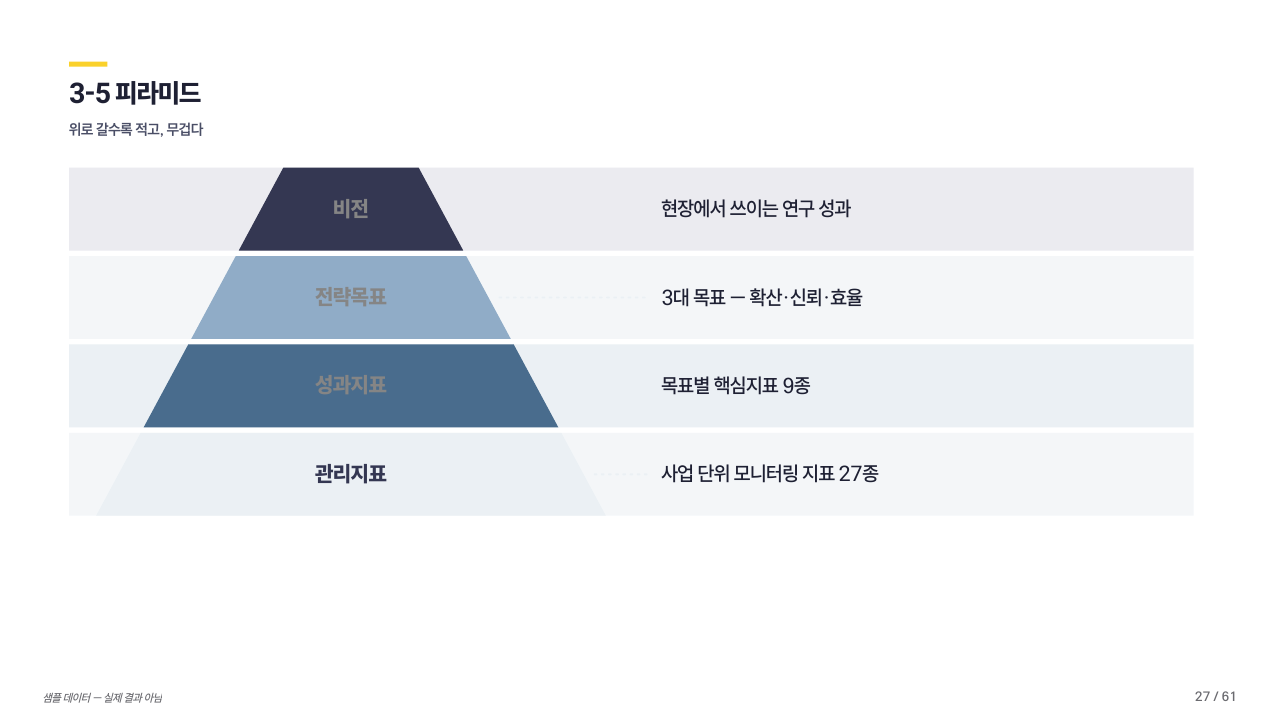 3-5 피라미드
위로 갈수록 적고, 무겁다
비전
현장에서 쓰이는 연구 성과
전략목표
3대 목표 — 확산·신뢰·효율
성과지표
목표별 핵심지표 9종
관리지표
사업 단위 모니터링 지표 27종
샘플 데이터 — 실제 결과 아님
27 / 61